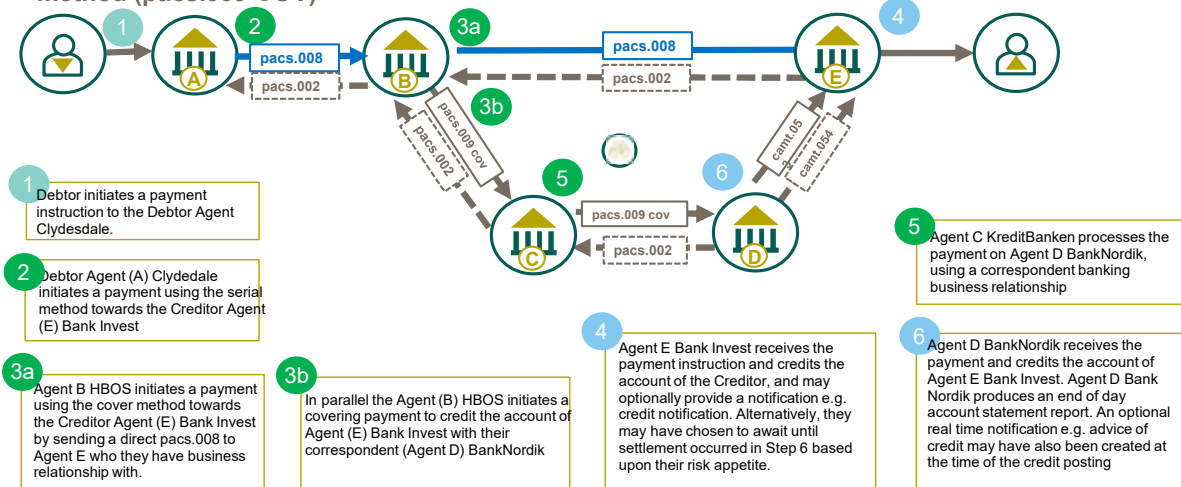 method (pacs.009 COV)
1
2
3a
4
pacs.008
pacs.008
A
B
E
pacs.002
pacs.002
3b
pacs.009 cov
pacs.002
camt.05
3
camt.054
5
6
pacs.009 cov
C
D
pacs.002
1
Debtor initiates a payment
instruction to the Debtor Agent
Clydesdale.
2
Debtor Agent (A) Clydedale
initiates a payment using the serial
method towards the Creditor Agent
(E) Bank Invest
3a
Agent B HBOS initiates a payment
using the cover method towards
the Creditor Agent (E) Bank Invest
by sending a direct pacs.008 to
Agent E who they have business
relationship with.
3b
In parallel the Agent (B) HBOS initiates a
covering payment to credit the account of
Agent (E) Bank Invest with their
correspondent (Agent D) BankNordik
4
Agent E Bank Invest receives the
payment instruction and credits the
account of the Creditor, and may
optionally provide a notification e.g.
credit notification. Alternatively, they
may have chosen to await until
settlement occurred in Step 6 based
upon their risk appetite.
5
Agent C KreditBanken processes the
payment on Agent D BankNordik,
using a correspondent banking
business relationship
6
Agent D BankNordik receives the
payment and credits the account of
Agent E Bank Invest. Agent D Bank
Nordik produces an end of day
account statement report. An optional
real time notification e.g. advice of
credit may have also been created at
the time of the credit posting